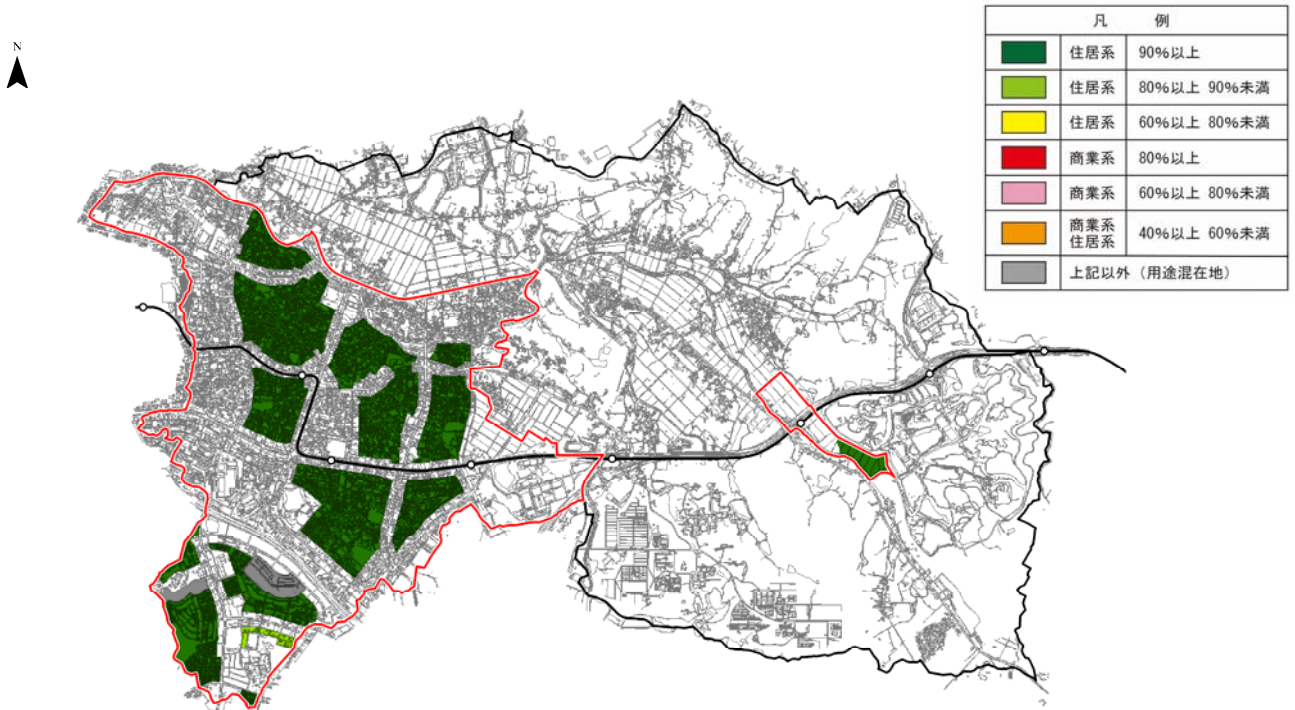 N
凡 例
住居系 90%以上
住居系 80%以上 90%未満
住居系 60%以上 80%未満
商業系 80%以上
商業系 60%以上 80%未満
商業系
住居系 40%以上 60%未満
上記以外（用途混在地）